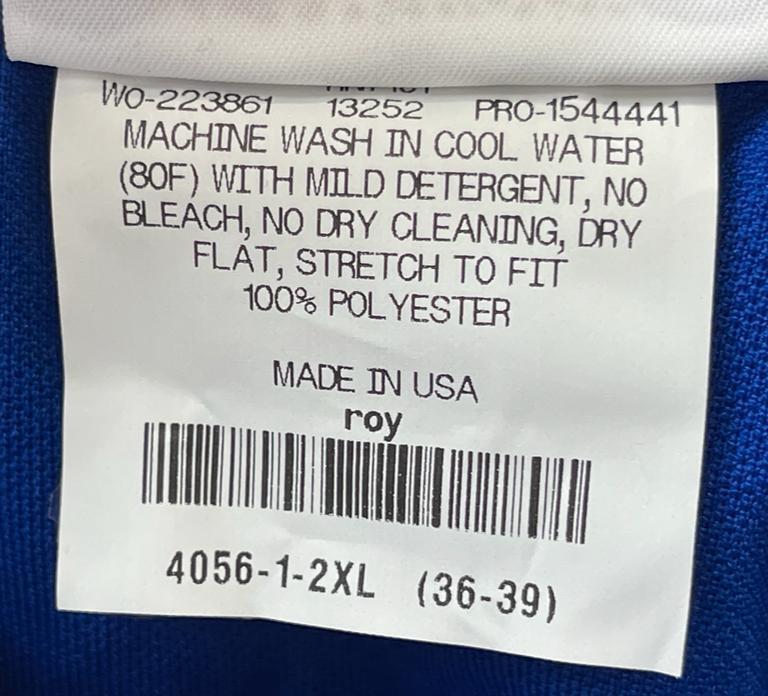 WO-223861 13252 PRO-1544441
MACHINE WASH IN COOL WATER
(80F) WITH MILD DETERGENT, NO
BLEACH, NO DRY CLEANING, DRY
FLAT, STRETCH TO FIT
100% POLYESTER
MADE IN USA
roy
4056-1-2XL (36-39)